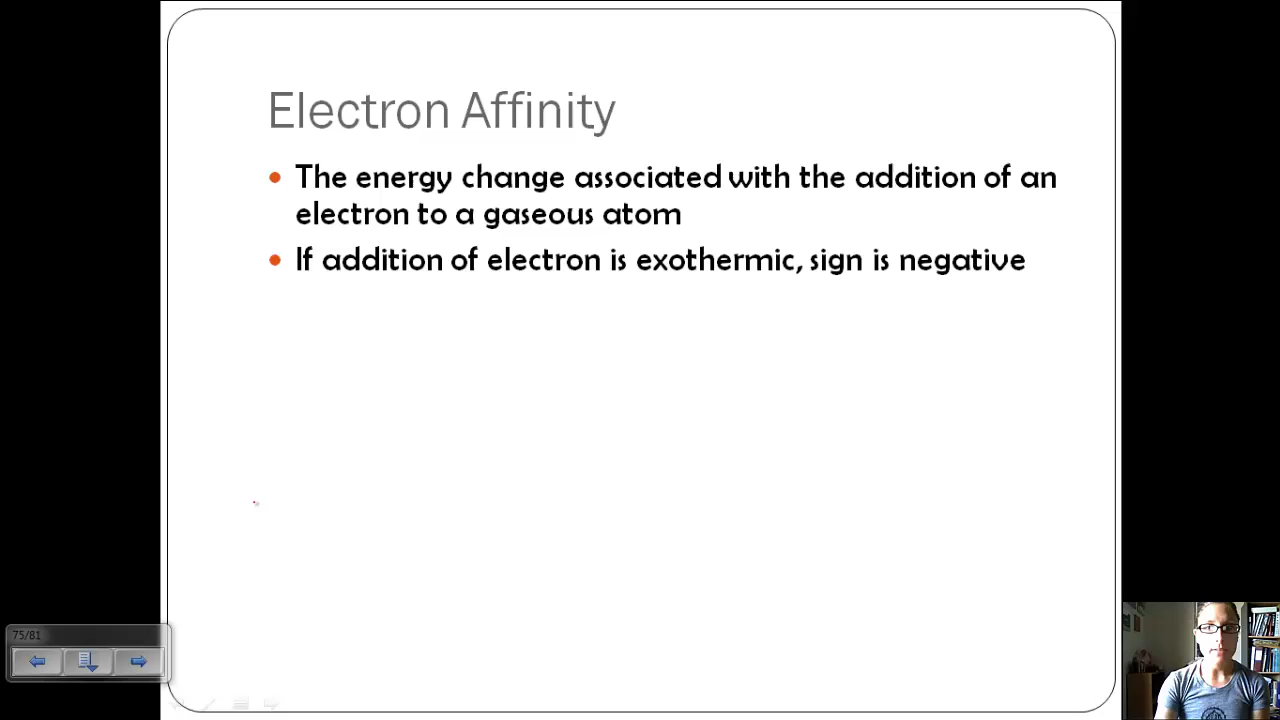 Electron Affinity
The energy change associated with the addition of an
electron to a gaseous atom
If addition of electron is exothermic, sign is negative
75/81